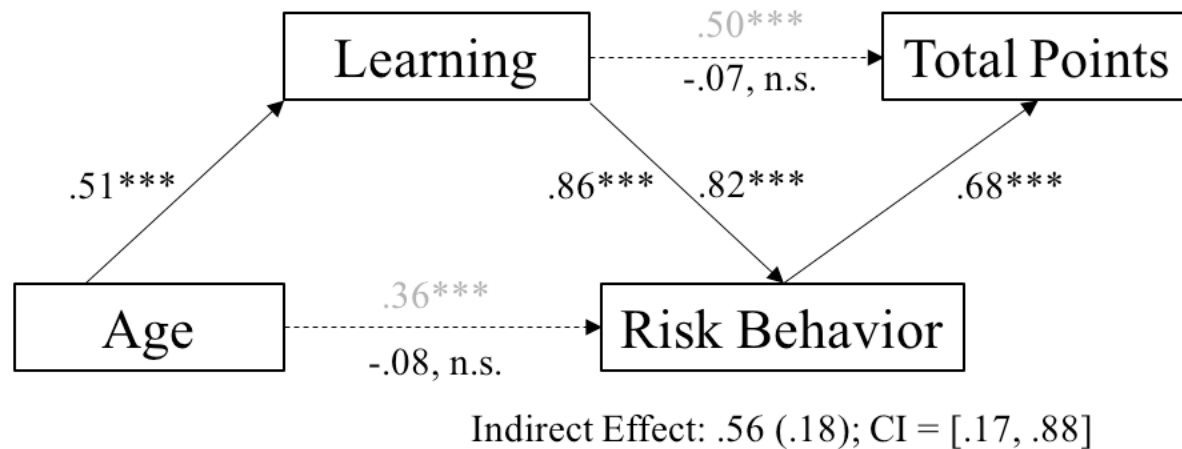 .50***
Learning
Total Points
-.07, n.s.
.51***
.86***
.82***
.68***
.36***
Age
Risk Behavior
-.08, n.s.
Indirect Effect: .56 (.18); CI = [.17, .88]